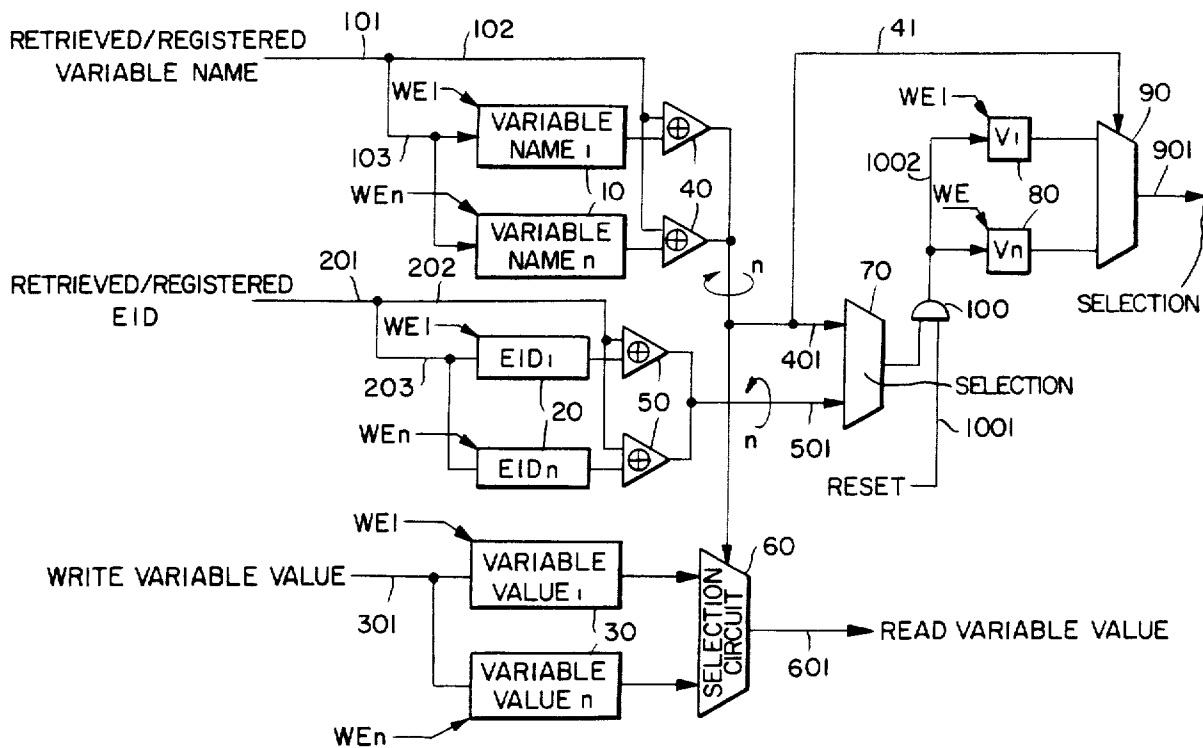 101
102
41
RETRIEVED/REGISTERED
VARIABLE NAME
WE1
VARIABLE
NAME 1
103
10
40
WEn
VARIABLE
NAME n
WE1
V1
90
1002
80
901
WE
Vn
SELECTION
201
202
RETRIEVED/REGISTERED
EID
n
70
100
WE1
EID1
203
20
50
401
SELECTION
WEn
EIDn
50
n
501
1001
RESET
WE1
WRITE VARIABLE VALUE
301
VARIABLE
VALUE 1
30
60
SELECTION
CIRCUIT
READ VARIABLE VALUE
601
VARIABLE
VALUE n
WEn